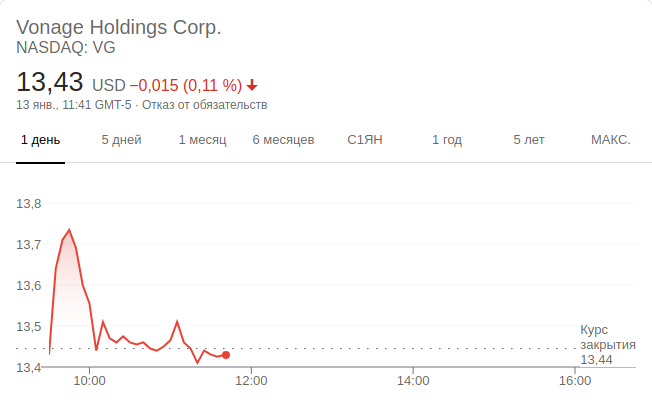 Vonage Holdings Corp.
NASDAQ: VG
13,43 USD −0,015 (0,11 %)
13 янв., 11:41 GMT-5 · Отказ от обязательств
1 день 5 дней 1 месяц 6 месяцев С1ЯН 1 год 5 лет МАКС.
13,8
13,7
13,6
13,5
Курс
закрытия
13,44
13,4
10:00 12:00 14:00 16:00